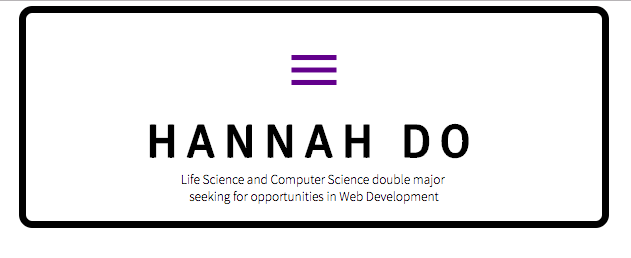 HANNAH DO
Life Science and Computer Science double major
seeking for opportunities in Web Development